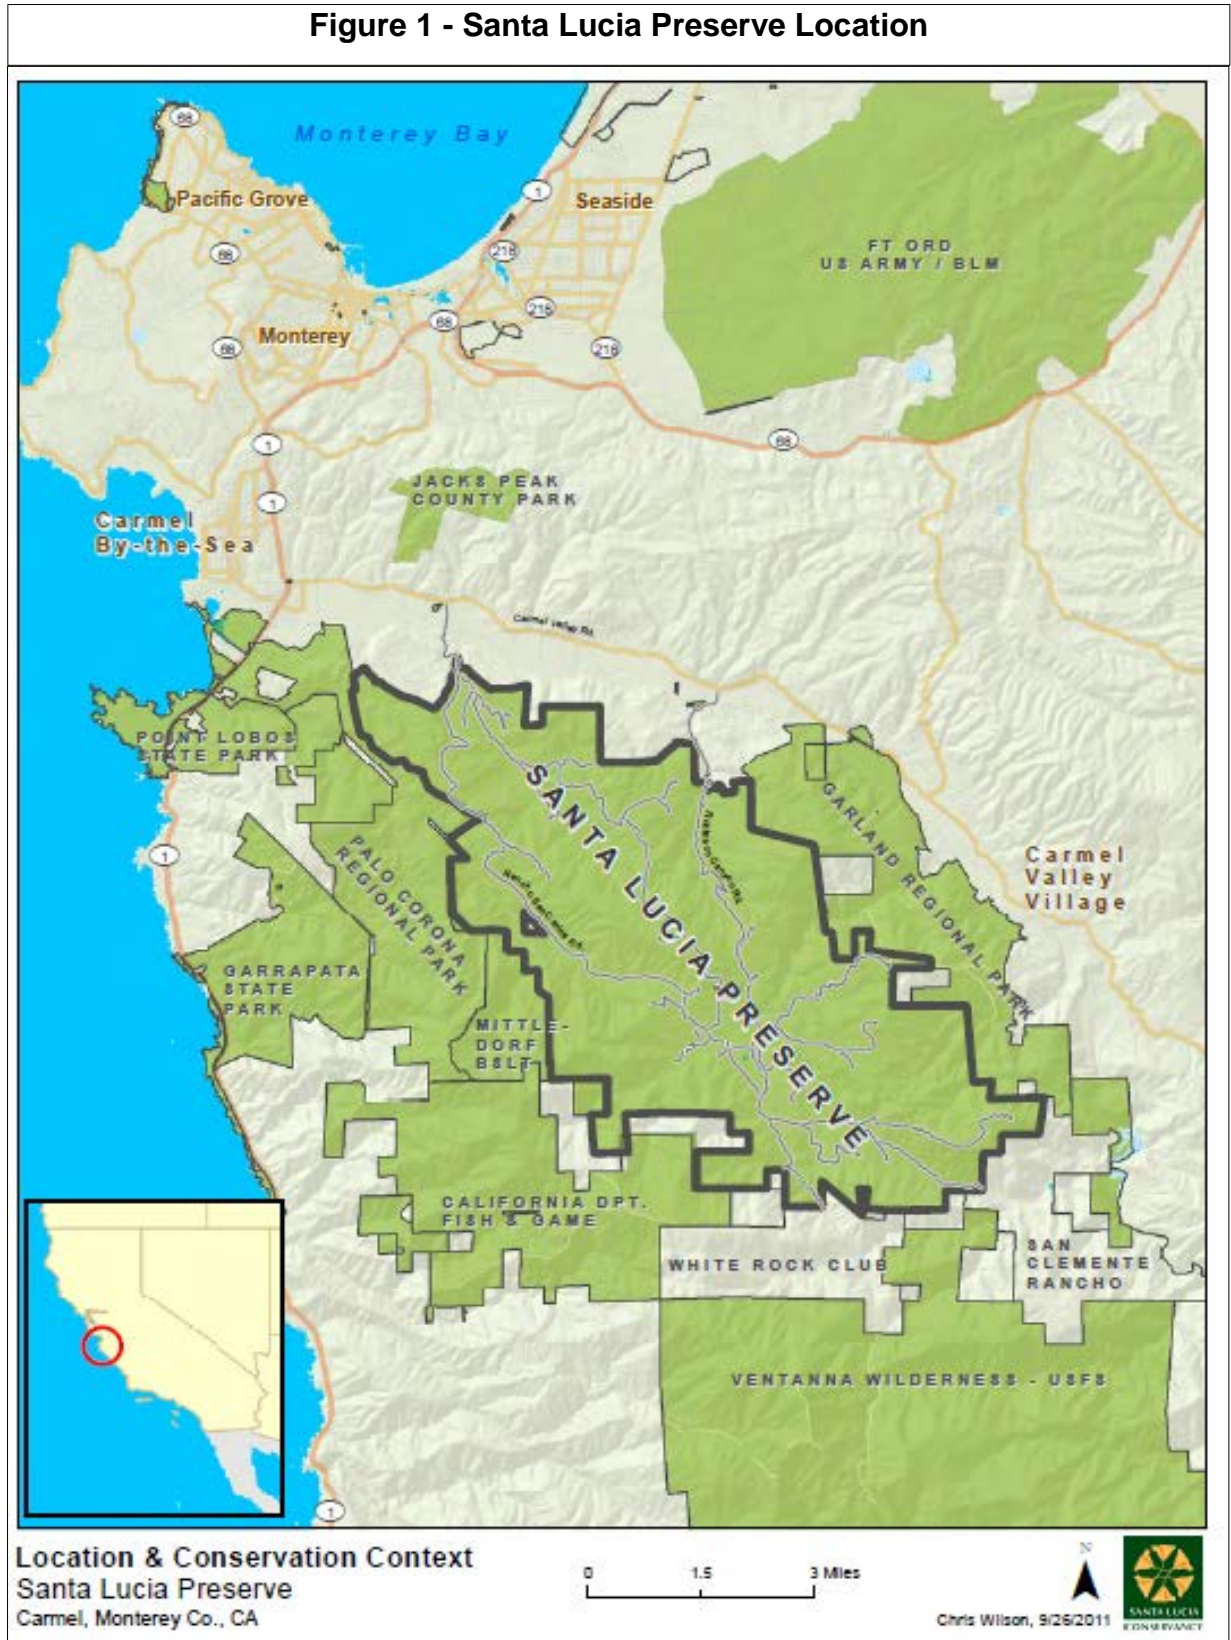 Figure 1 - Santa Lucia Preserve Location
68
Monterey Bay
Pacific Grove
1
Seaside
68
218
FT ORD
US ARMY / BLM
218
68
Monterey
68
218
1
68
JACKS PEAK
COUNTY PARK
1
Carmel
By-the-Sea
Carmel Valley Rd
POINT LOBOS
STATE PARK
SANTA LUCIA PRESERVE
GARLAND REGIONAL PARK
1
PALO CORONA
REGIONAL PARK
Carmel
Valley
Village
GARRAPATA
STATE
PARK
MITTLE-
DORF
BSLT
CALIFORNIA DPT.
FISH & GAME
WHITE ROCK CLUB
SAN
CLEMENTE
RANCHO
VENTANNA WILDERNESS - USFS
1
Location & Conservation Context
Santa Lucia Preserve
Carmel, Monterey Co., CA
0 1.5 3 Miles
N
Chris Wilson, 9/26/2011
SANTA LUCIA
CONSERVANCY